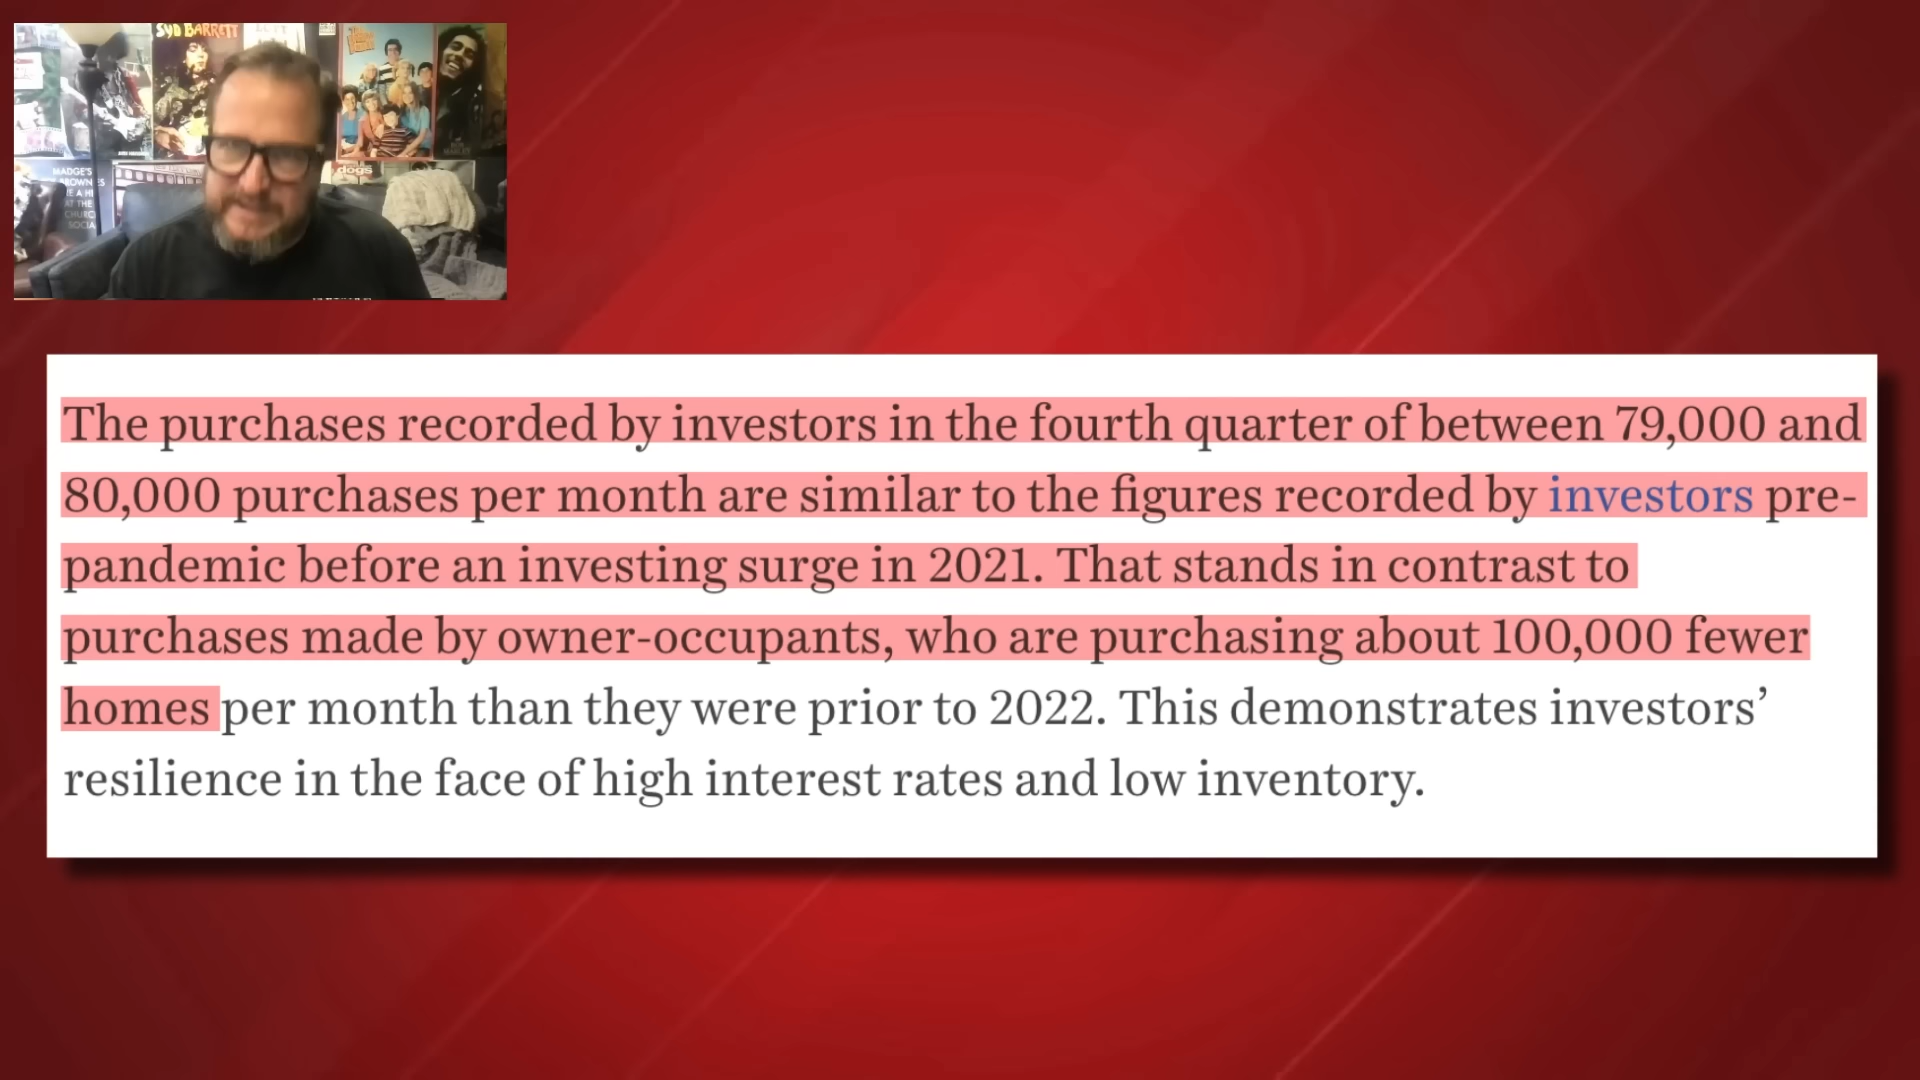 SYD BARRETT
dogs
MADGE'S
AT THE
The purchases recorded by investors in the fourth quarter of between 79,000 and
80,000 purchases per month are similar to the figures recorded by investors pre-
pandemic before an investing surge in 2021. That stands in contrast to
purchases made by owner-occupants, who are purchasing about 100,000 fewer
homes per month than they were prior to 2022. This demonstrates investors’
resilience in the face of high interest rates and low inventory.